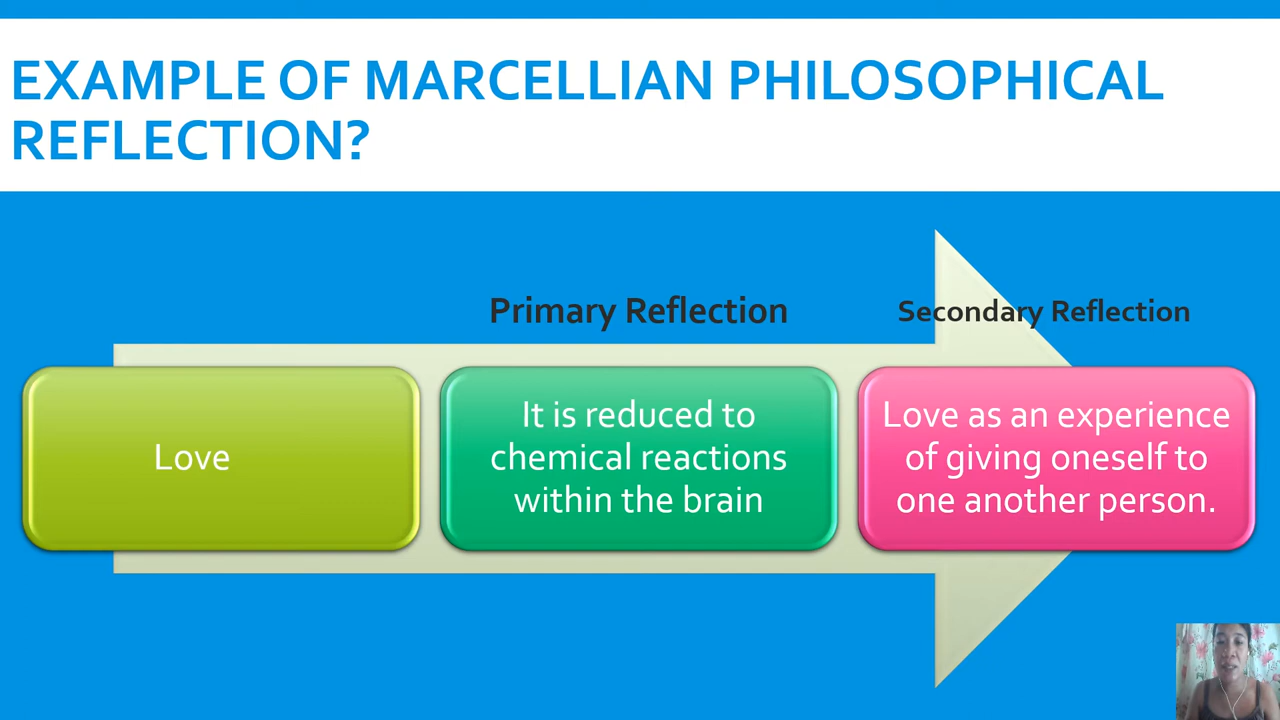 EXAMPLE OF MARCELLIAN PHILOSOPHICAL
REFLECTION?
Primary Reflection
Secondary Reflection
Love
It is reduced to
chemical reactions
within the brain
Love as an experience
of giving oneself to
one another person.